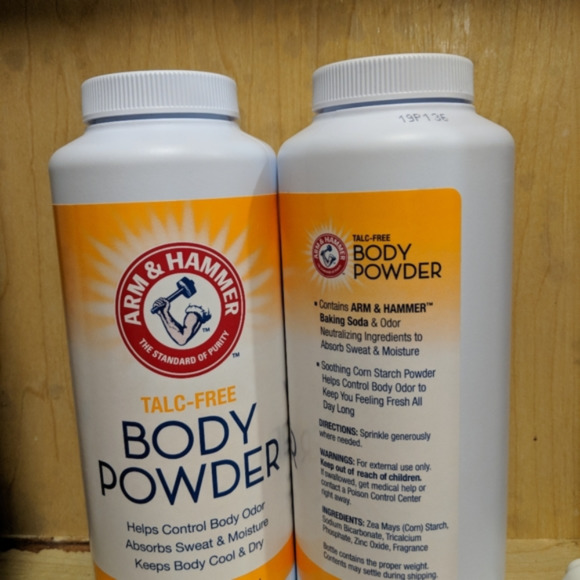 ARM & HAMMER
THE STANDARD OF PURITY
TM
TM
TALC-FREE
BODY
POWDER
Helps Control Body Odor
Absorbs Sweat & Moisture
Keeps Body Cool & Dry
19P13E
ARM & HAMMER
TALC-FREE
BODY
POWDER
• Contains ARM & HAMMER™
Baking Soda & Odor
Neutralizing Ingredients to
Absorb Sweat & Moisture
• Soothing Corn Starch Powder
Helps Control Body Odor to
Keep You Feeling Fresh All
Day Long
DIRECTIONS: Sprinkle generously
where needed.
WARNINGS: For external use only.
Keep out of reach of children.
If swallowed, get medical help or
contact a Poison Control Center
right away.
INGREDIENTS: Zea Mays (Corn) Starch,
Sodium Bicarbonate, Tricalcium
Phosphate, Zinc Oxide, Fragrance
Bottle contains the proper weight.
Contents may settle during shipping.